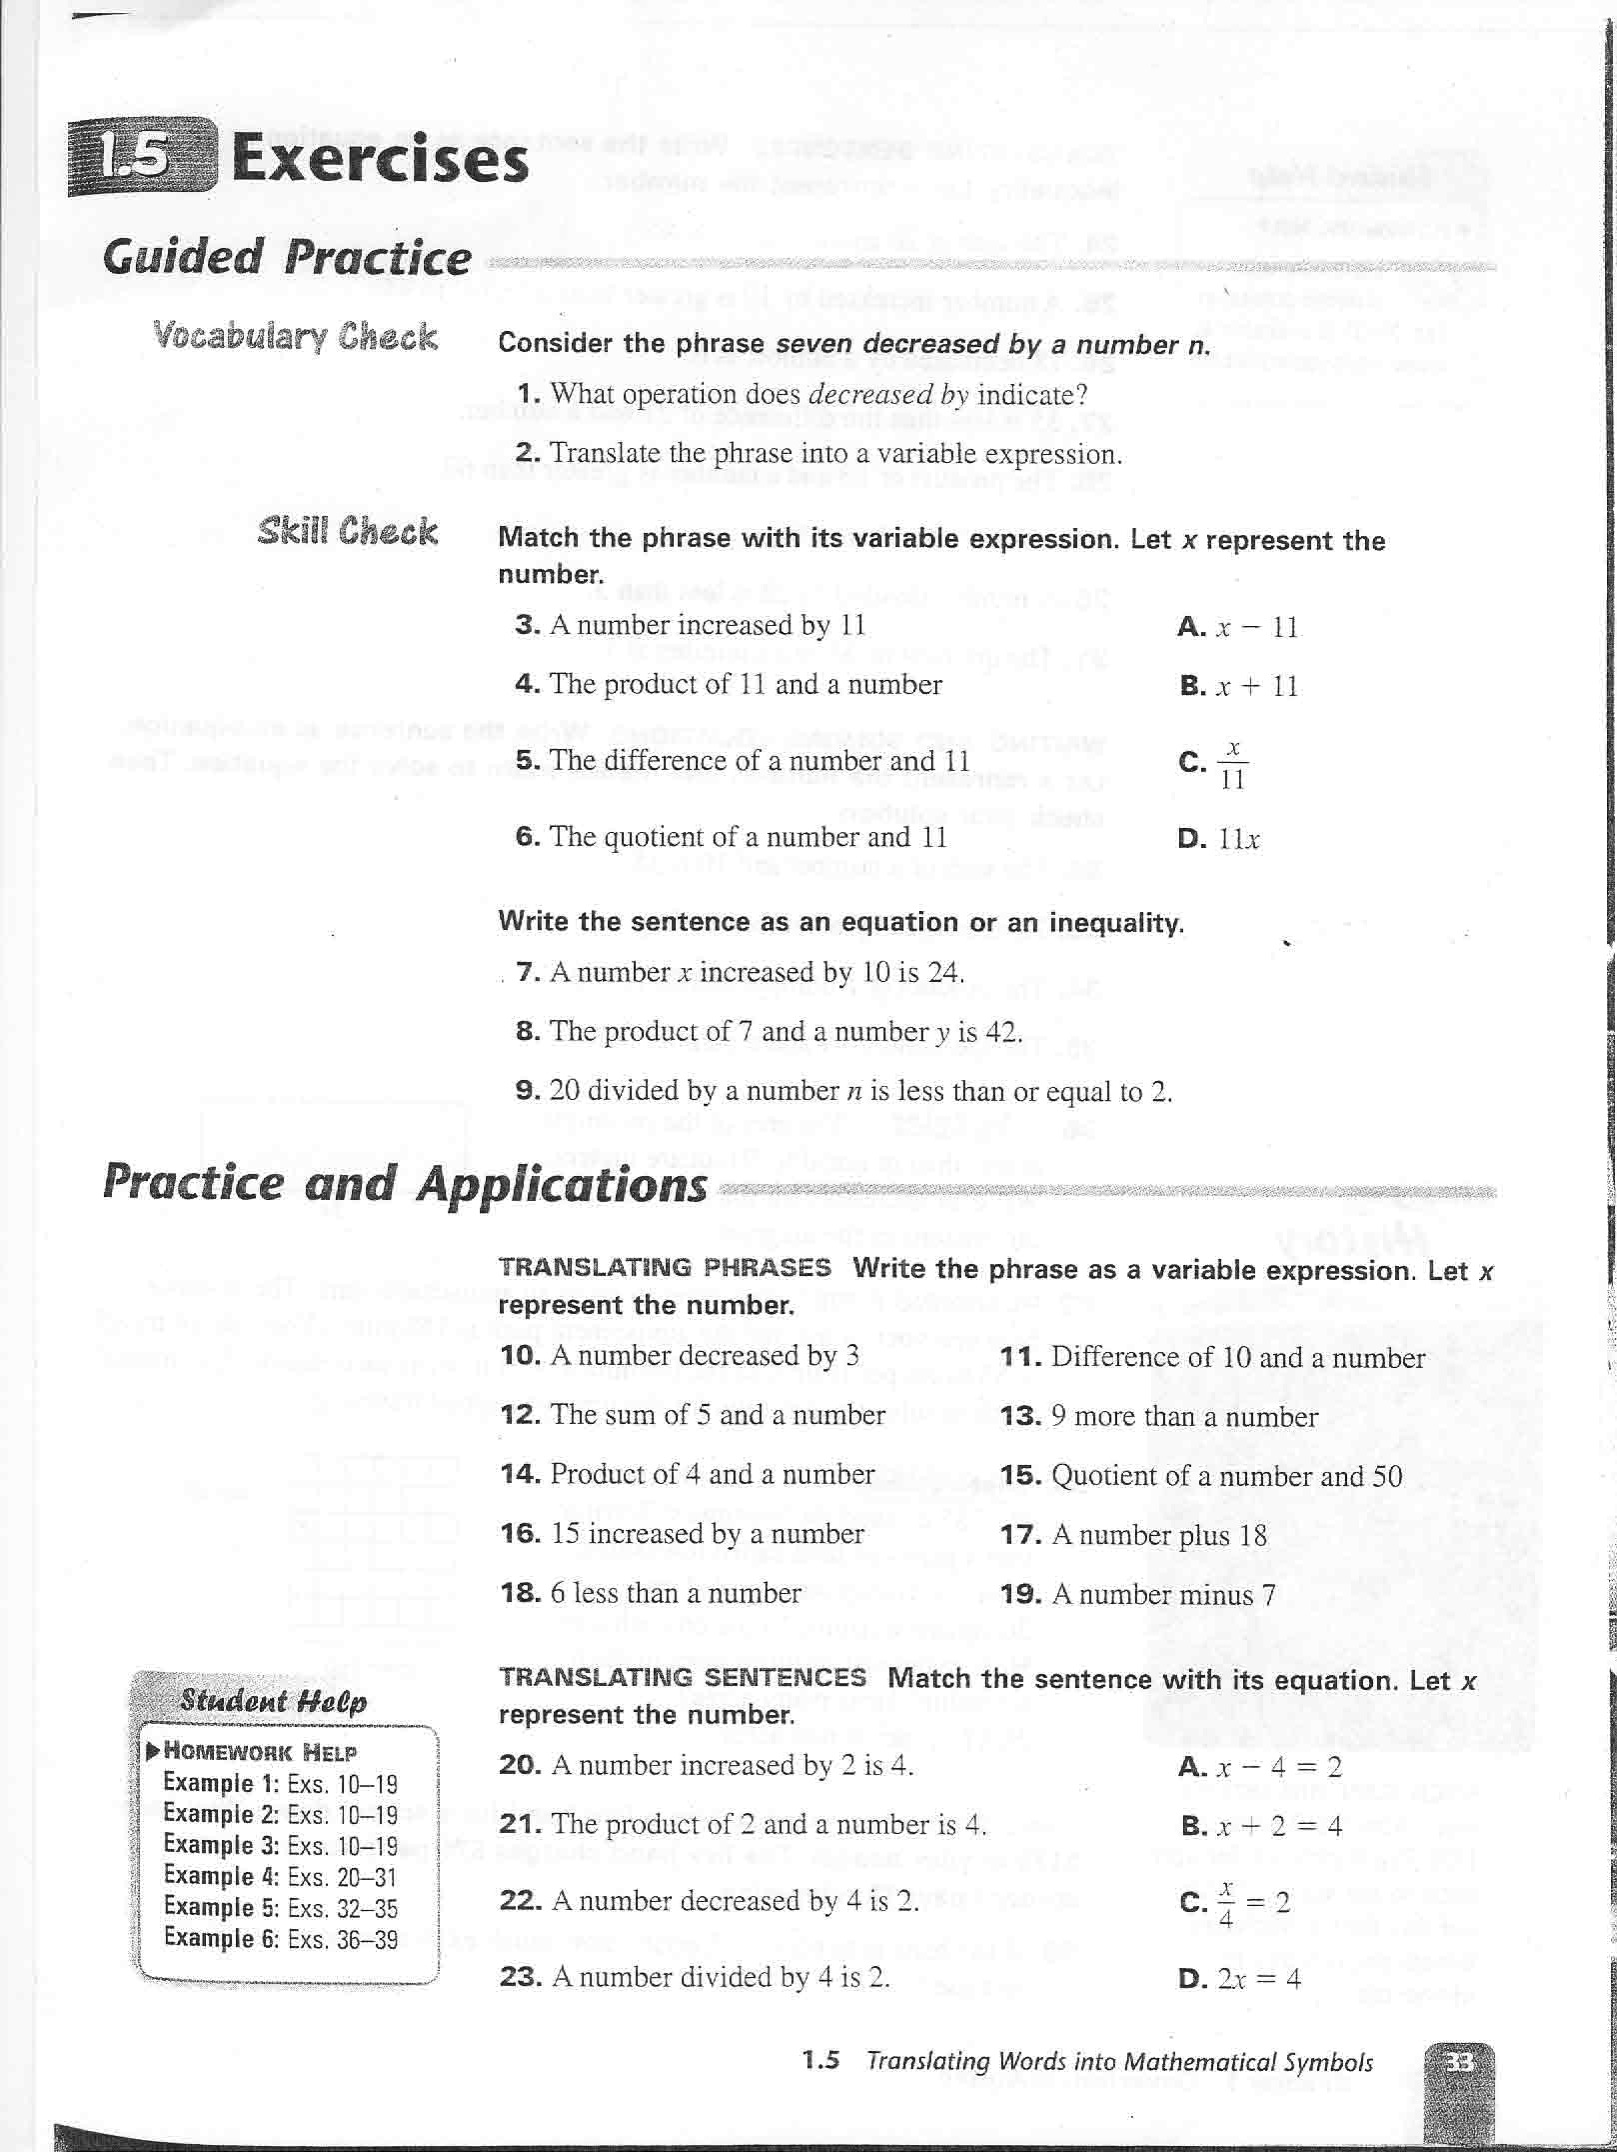 1.5 Exercises
Guided Practice
Vocabulary Check
Consider the phrase seven decreased by a number n.
1. What operation does decreased by indicate?
2. Translate the phrase into a variable expression.
Skill Check
Match the phrase with its variable expression. Let x represent the
number.
3. A number increased by 11
A. x − 11
4. The product of 11 and a number
B. x + 11
5. The difference of a number and 11
C. x/11
6. The quotient of a number and 11
D. 11x
Write the sentence as an equation or an inequality.
7. A number x increased by 10 is 24.
8. The product of 7 and a number y is 42.
9. 20 divided by a number n is less than or equal to 2.
Practice and Applications
TRANSLATING PHRASES Write the phrase as a variable expression. Let x
represent the number.
10. A number decreased by 3
11. Difference of 10 and a number
12. The sum of 5 and a number
13. 9 more than a number
14. Product of 4 and a number
15. Quotient of a number and 50
16. 15 increased by a number
17. A number plus 18
18. 6 less than a number
19. A number minus 7
Student Help
HOMEWORK HELP
Example 1: Exs. 10–19
Example 2: Exs. 10–19
Example 3: Exs. 10–19
Example 4: Exs. 20–31
Example 5: Exs. 32–35
Example 6: Exs. 36–39
TRANSLATING SENTENCES Match the sentence with its equation. Let x
represent the number.
20. A number increased by 2 is 4.
A. x − 4 = 2
21. The product of 2 and a number is 4.
B. x + 2 = 4
22. A number decreased by 4 is 2.
C. x/4 = 2
23. A number divided by 4 is 2.
D. 2x = 4
1.5 Translating Words into Mathematical Symbols
33